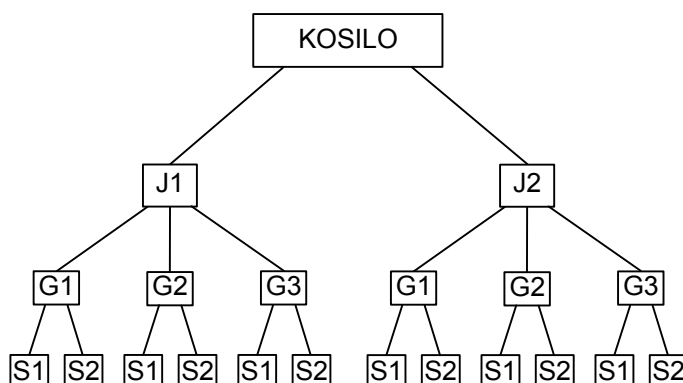 KOSILO
J1 J2
G1 G2 G3 G1 G2 G3
S1 S2 S1 S2 S1 S2 S1 S2 S1 S2 S1 S2